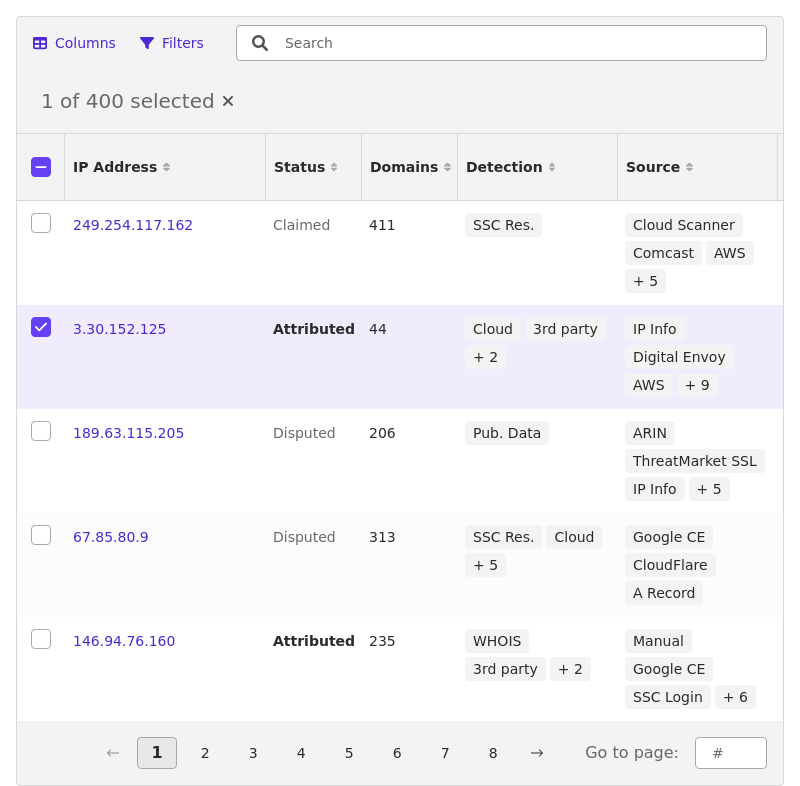 Columns Filters Search
1 of 400 selected ×
IP Address Status Domains Detection Source
249.254.117.162 Claimed 411 SSC Res. Cloud Scanner
Comcast AWS
+ 5
3.30.152.125 Attributed 44 Cloud 3rd party IP Info
+ 2 Digital Envoy
AWS + 9
189.63.115.205 Disputed 206 Pub. Data ARIN
ThreatMarket SSL
IP Info + 5
67.85.80.9 Disputed 313 SSC Res. Cloud Google CE
+ 5 CloudFlare
A Record
146.94.76.160 Attributed 235 WHOIS Manual
3rd party + 2 Google CE
SSC Login + 6
← 1 2 3 4 5 6 7 8 → Go to page: #